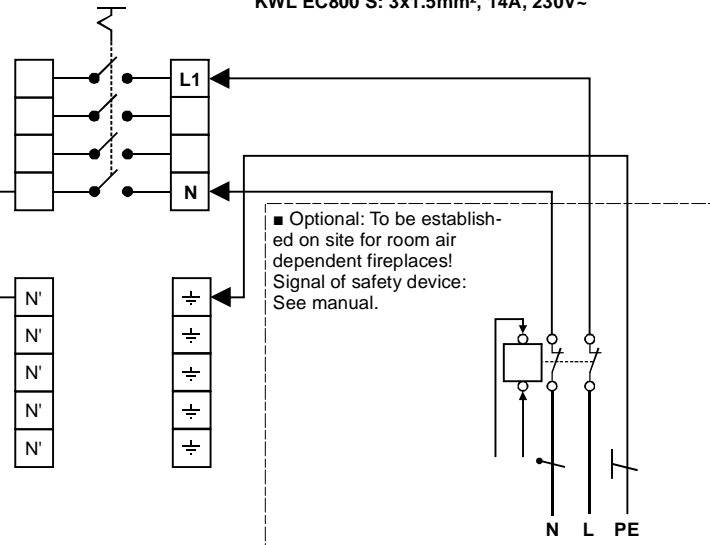 KWL EC800 S: 3x1.5mm², 14A, 230V~
L1
N
■ Optional: To be establish-
ed on site for room air
dependent fireplaces!
Signal of safety device:
See manual.
N'
N'
N'
N'
N'
N L PE